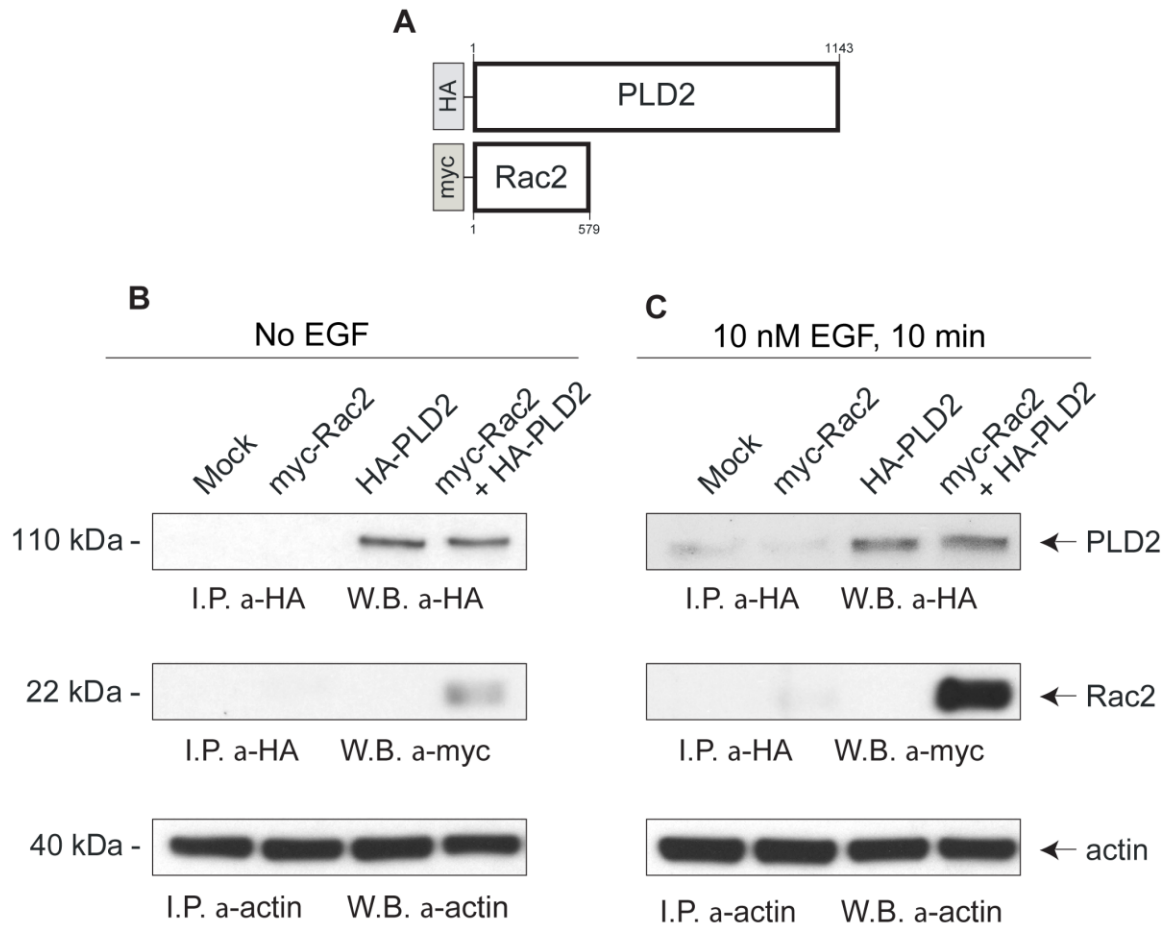 A
1 1143
HA PLD2
myc Rac2
1 579
B
No EGF
Mock
myc-Rac2
HA-PLD2
myc-Rac2
+ HA-PLD2
110 kDa -
I.P. a-HA W.B. a-HA
22 kDa -
I.P. a-HA W.B. a-myc
40 kDa -
I.P. a-actin W.B. a-actin
C
10 nM EGF, 10 min
Mock
myc-Rac2
HA-PLD2
myc-Rac2
+ HA-PLD2
PLD2
I.P. a-HA W.B. a-HA
Rac2
I.P. a-HA W.B. a-myc
actin
I.P. a-actin W.B. a-actin